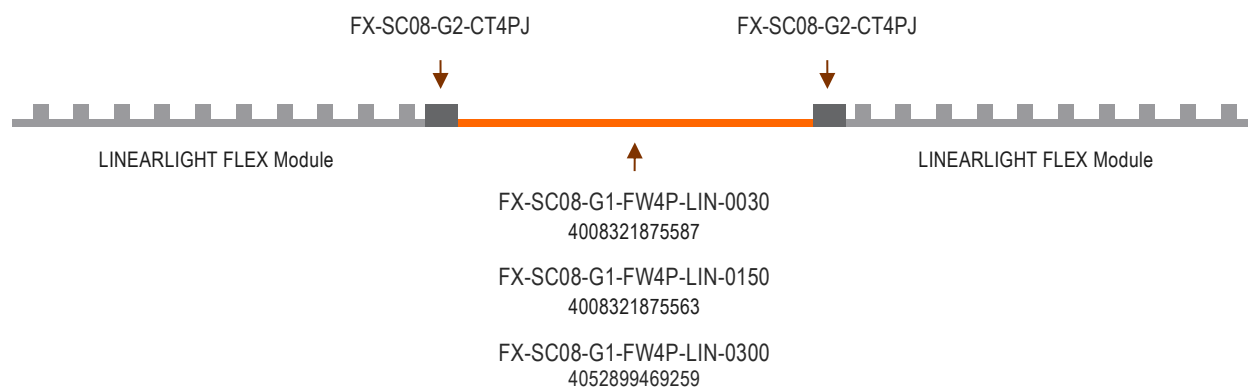 FX-SC08-G2-CT4PJ
FX-SC08-G2-CT4PJ
LINEARLIGHT FLEX Module
LINEARLIGHT FLEX Module
FX-SC08-G1-FW4P-LIN-0030
4008321875587
FX-SC08-G1-FW4P-LIN-0150
4008321875563
FX-SC08-G1-FW4P-LIN-0300
4052899469259